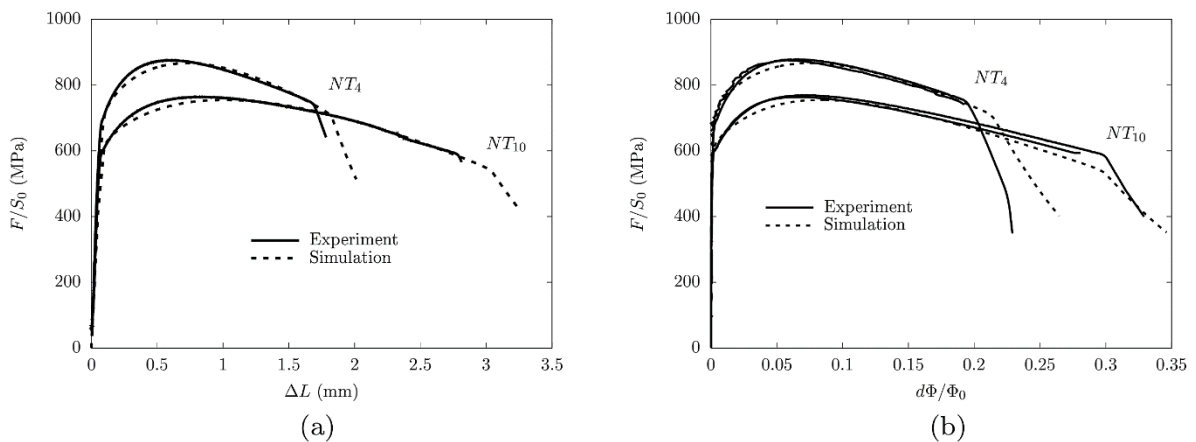 1000
800
600
400
200
0
F/S₀ (MPa)
0 0.5 1 1.5 2 2.5 3 3.5
ΔL (mm)
NT₄
NT₁₀
Experiment
Simulation
(a)
1000
800
600
400
200
0
F/S₀ (MPa)
0 0.05 0.1 0.15 0.2 0.25 0.3 0.35
dΦ/Φ₀
NT₄
NT₁₀
Experiment
Simulation
(b)